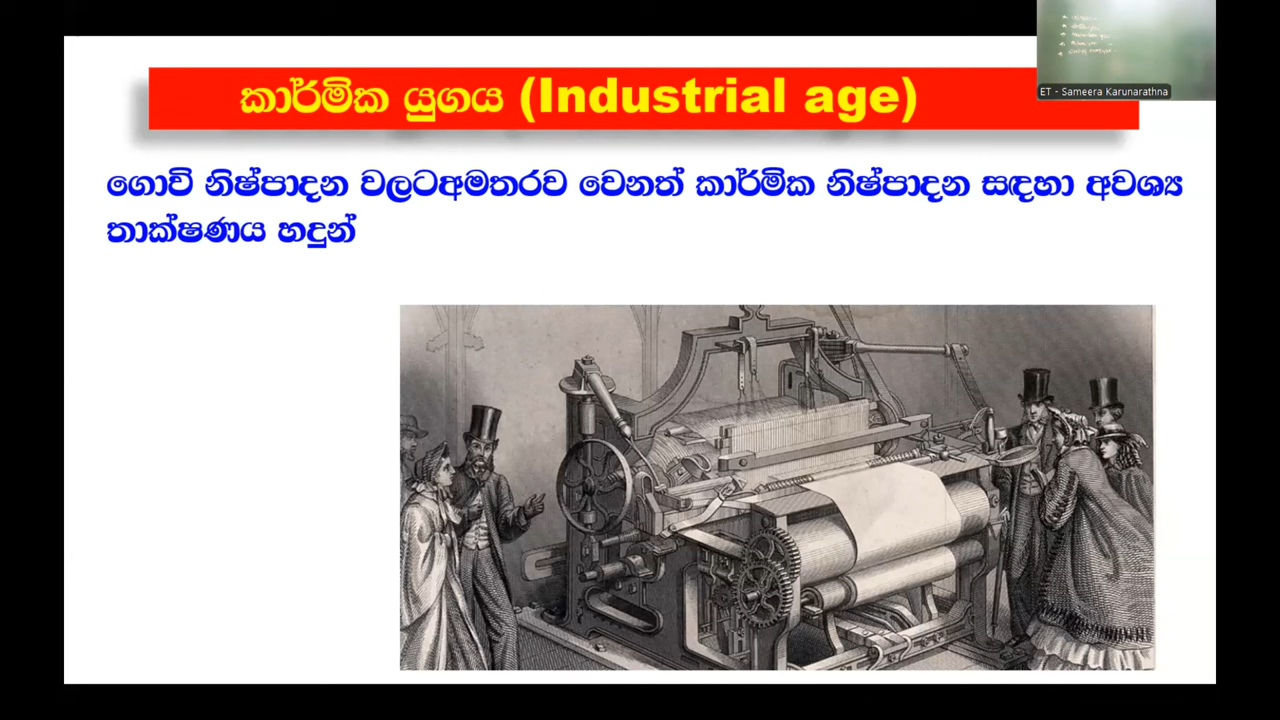 කාර්මික යුගය (Industrial age)
ET - Sameera Karunarathna
ගොවි නිෂ්පාදන වලටඅමතරව වෙනත් කාර්මික නිෂ්පාදන සඳහා අවශ්‍ය
තාක්ෂණය හඳුන්